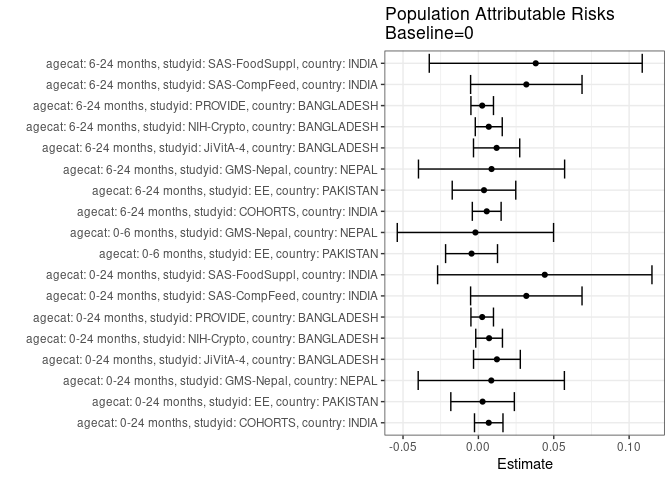 Population Attributable Risks
Baseline=0
agecat: 6-24 months, studyid: SAS-FoodSuppl, country: INDIA
agecat: 6-24 months, studyid: SAS-CompFeed, country: INDIA
agecat: 6-24 months, studyid: PROVIDE, country: BANGLADESH
agecat: 6-24 months, studyid: NIH-Crypto, country: BANGLADESH
agecat: 6-24 months, studyid: JiVitA-4, country: BANGLADESH
agecat: 6-24 months, studyid: GMS-Nepal, country: NEPAL
agecat: 6-24 months, studyid: EE, country: PAKISTAN
agecat: 6-24 months, studyid: COHORTS, country: INDIA
agecat: 0-6 months, studyid: GMS-Nepal, country: NEPAL
agecat: 0-6 months, studyid: EE, country: PAKISTAN
agecat: 0-24 months, studyid: SAS-FoodSuppl, country: INDIA
agecat: 0-24 months, studyid: SAS-CompFeed, country: INDIA
agecat: 0-24 months, studyid: PROVIDE, country: BANGLADESH
agecat: 0-24 months, studyid: NIH-Crypto, country: BANGLADESH
agecat: 0-24 months, studyid: JiVitA-4, country: BANGLADESH
agecat: 0-24 months, studyid: GMS-Nepal, country: NEPAL
agecat: 0-24 months, studyid: EE, country: PAKISTAN
agecat: 0-24 months, studyid: COHORTS, country: INDIA
-0.05 0.00 0.05 0.10
Estimate